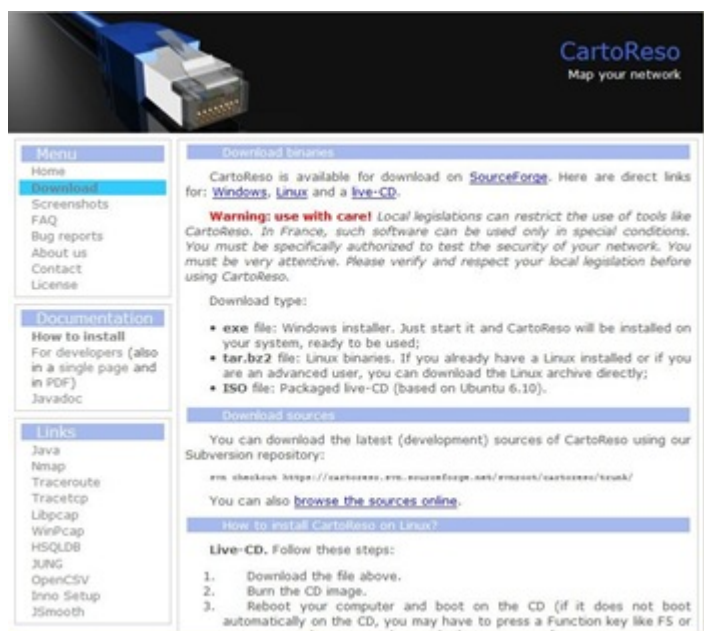 CartoReso
Map your network
Menu
Home
Download
Screenshots
FAQ
Bug reports
About us
Contact
License
Documentation
How to install
For developers (also
in a single page and
in PDF)
Javadoc
Links
Java
Nmap
Traceroute
Tracetcp
Libpcap
WinPcap
HSQLDB
JUNG
OpenCSV
Inno Setup
JSmooth
Download binaries
CartoReso is available for download on SourceForge. Here are direct links
for: Windows, Linux and a live-CD.
Warning: use with care! Local legislations can restrict the use of tools like
CartoReso. In France, such software can be used only in special conditions.
You must be specifically authorized to test the security of your network. You
must be very attentive. Please verify and respect your local legislation before
using CartoReso.
Download type:
• exe file: Windows installer. Just start it and CartoReso will be installed on
your system, ready to be used;
• tar.bz2 file: Linux binaries. If you already have a Linux installed or if you
are an advanced user, you can download the Linux archive directly;
• ISO file: Packaged live-CD (based on Ubuntu 6.10).
Download sources
You can download the latest (development) sources of CartoReso using our
Subversion repository:
svn checkout https://cartoreso.svn.sourceforge.net/svnroot/cartoreso/trunk/
You can also browse the sources online.
How to install CartoReso on Linux?
Live-CD. Follow these steps:
1. Download the file above.
2. Burn the CD image.
3. Reboot your computer and boot on the CD (if it does not boot
automatically on the CD, you may have to press a Function key like F5 or